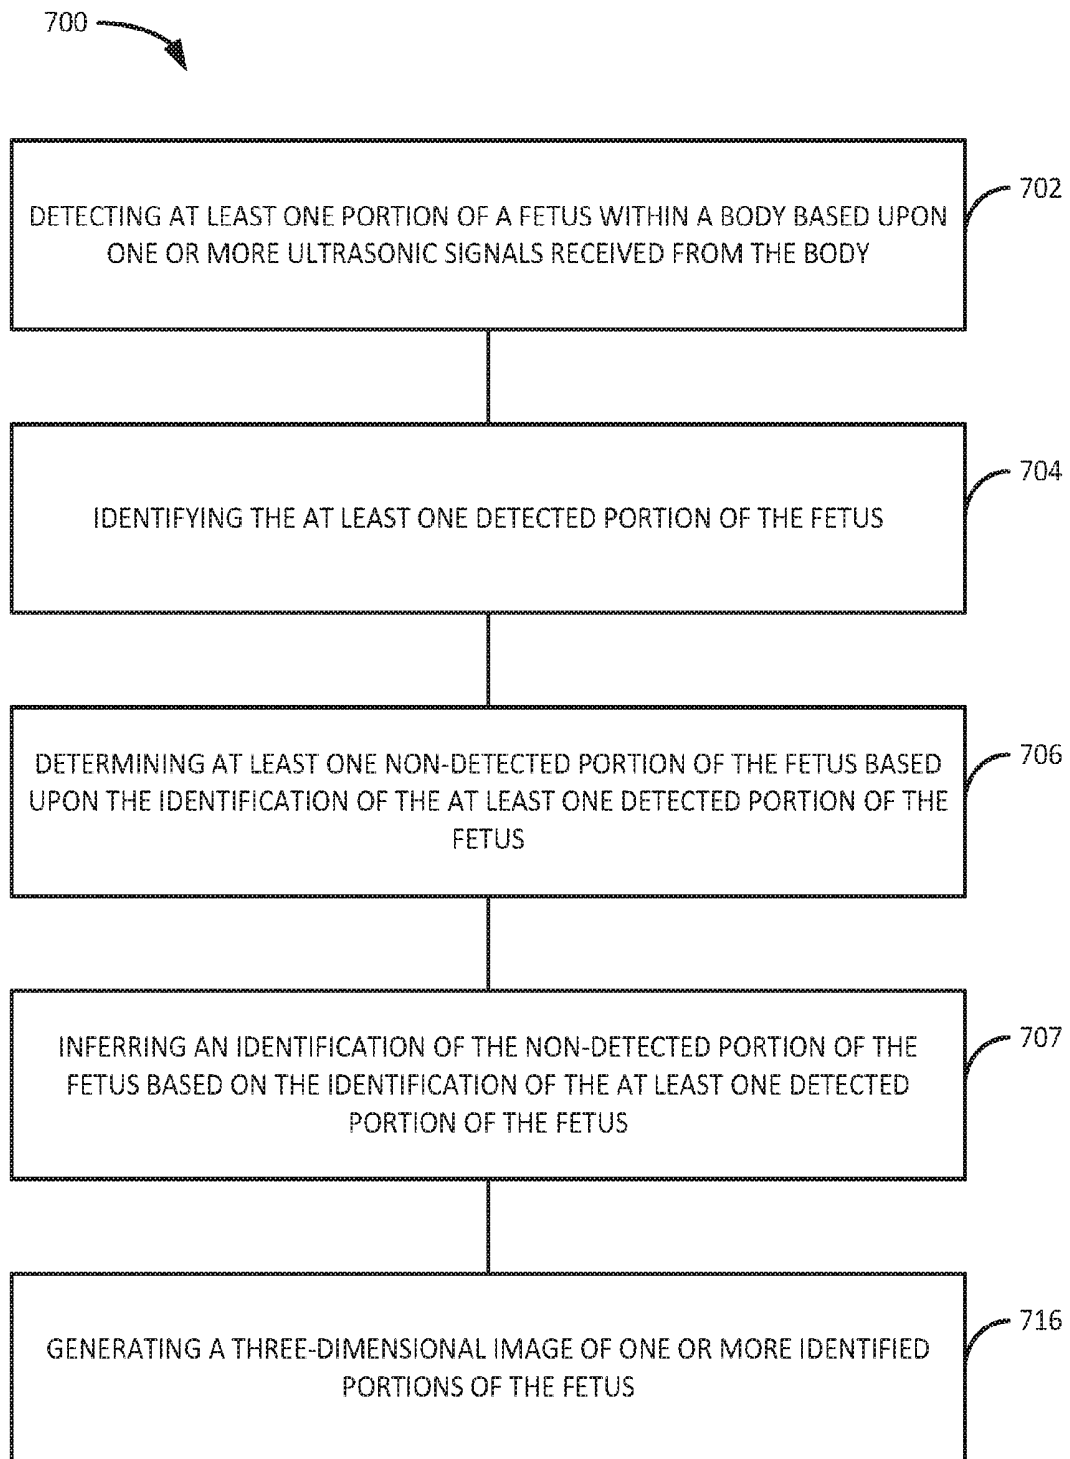 700
702
DETECTING AT LEAST ONE PORTION OF A FETUS WITHIN A BODY BASED UPON
ONE OR MORE ULTRASONIC SIGNALS RECEIVED FROM THE BODY
704
IDENTIFYING THE AT LEAST ONE DETECTED PORTION OF THE FETUS
706
DETERMINING AT LEAST ONE NON-DETECTED PORTION OF THE FETUS BASED
UPON THE IDENTIFICATION OF THE AT LEAST ONE DETECTED PORTION OF THE
FETUS
707
INFERRING AN IDENTIFICATION OF THE NON-DETECTED PORTION OF THE
FETUS BASED ON THE IDENTIFICATION OF THE AT LEAST ONE DETECTED
PORTION OF THE FETUS
716
GENERATING A THREE-DIMENSIONAL IMAGE OF ONE OR MORE IDENTIFIED
PORTIONS OF THE FETUS